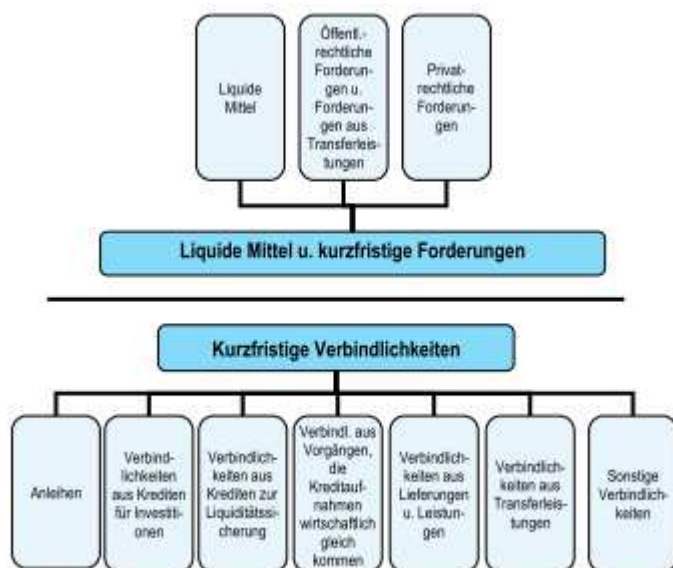 Liquide
Mittel
Öffentl.-
rechtliche
Forderun-
gen u.
Forderun-
gen aus
Transferleis-
tungen
Privat-
rechtliche
Forderun-
gen
Liquide Mittel u. kurzfristige Forderungen
Kurzfristige Verbindlichkeiten
Anleihen
Verbind-
lichkeiten
aus Krediten
für Investiti-
onen
Verbindlich-
keiten aus
Krediten zur
Liquiditätssi-
cherung
Verbindl. aus
Vorgängen,
die
Kreditauf-
nahmen
wirtschaftlich
gleich
kommen
Verbindlich-
keiten aus
Lieferungen
u. Leistun-
gen
Verbindlich-
keiten aus
Transferleis-
tungen
Sonstige
Verbindlich-
keiten